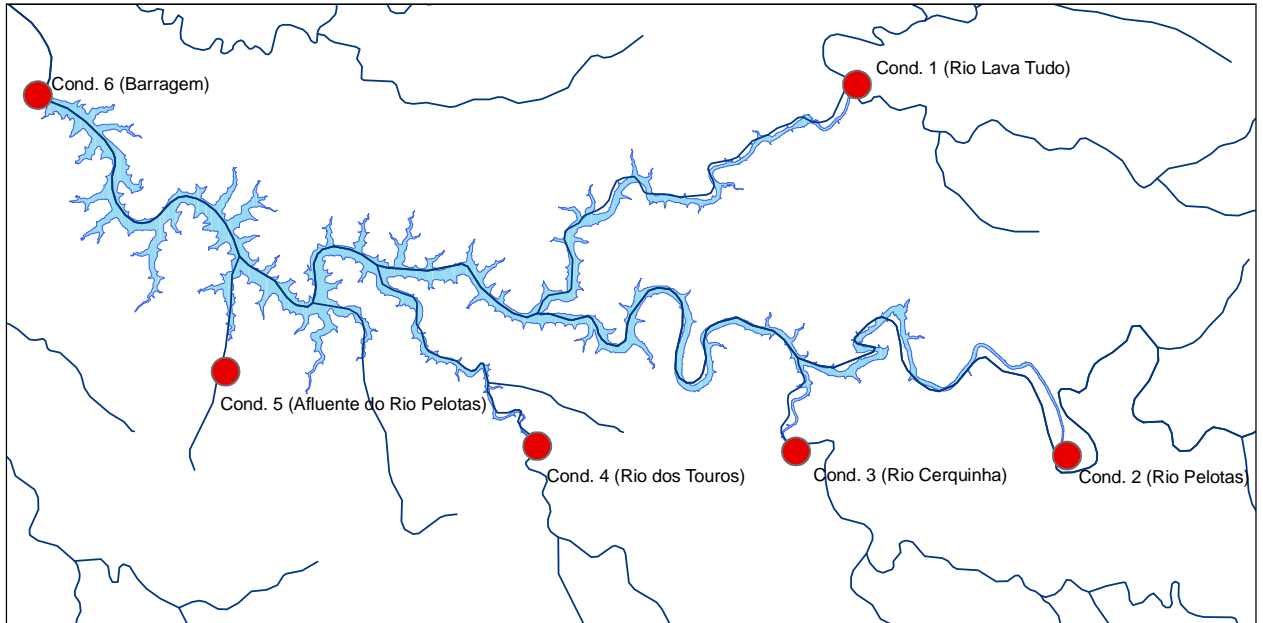 Cond. 1 (Rio Lava Tudo)
Cond. 6 (Barragem)
Cond. 5 (Afluente do Rio Pelotas)
Cond. 4 (Rio dos Touros)
Cond. 3 (Rio Cerquinha)
Cond. 2 (Rio Pelotas)